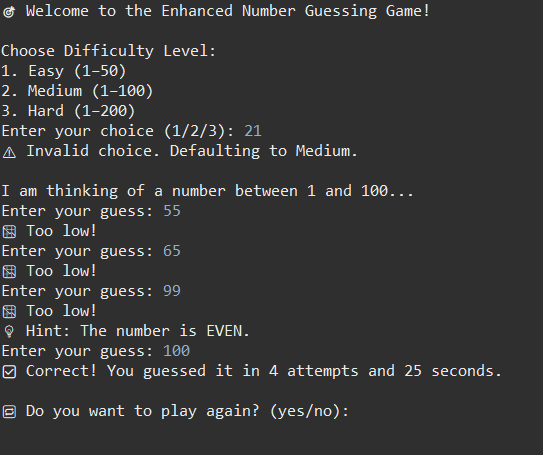 🎯 Welcome to the Enhanced Number Guessing Game!
Choose Difficulty Level:
1. Easy (1–50)
2. Medium (1–100)
3. Hard (1–200)
Enter your choice (1/2/3): 21
⚠ Invalid choice. Defaulting to Medium.
I am thinking of a number between 1 and 100...
Enter your guess: 55
📉 Too low!
Enter your guess: 65
📉 Too low!
Enter your guess: 99
📉 Too low!
💡 Hint: The number is EVEN.
Enter your guess: 100
✅ Correct! You guessed it in 4 attempts and 25 seconds.
🔁 Do you want to play again? (yes/no):